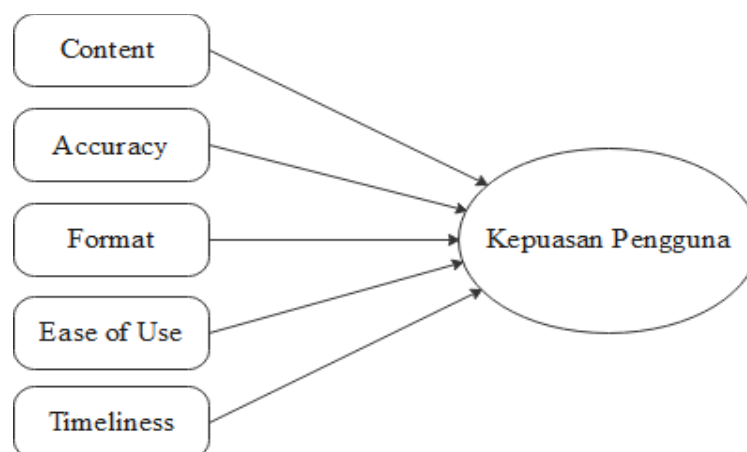 Content
Accuracy
Format
Kepuasan Pengguna
Ease of Use
Timeliness